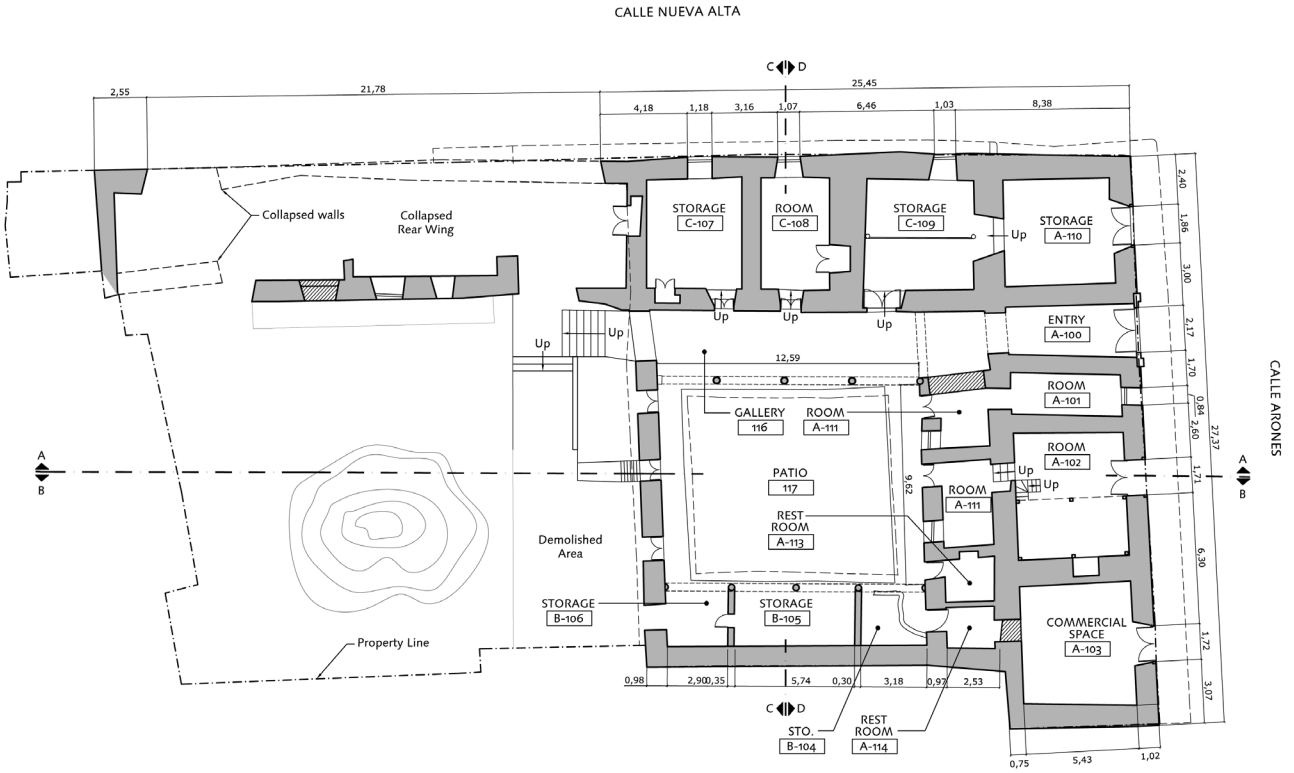 CALLE NUEVA ALTA
C D
2,55
21,78
25,45
4,18
1,18
3,16
1,07
6,46
1,03
8,38
Collapsed walls
Collapsed
Rear Wing
STORAGE
C-107
ROOM
C-108
STORAGE
C-109
Up
STORAGE
A-110
2,40
1,86
3,00
2,17
1,70
0,84
2,60
27,37
1,71
6,30
1,72
3,07
CALLE ARONES
Up
Up
Up
Up
Up
ENTRY
A-100
12,59
ROOM
A-101
GALLERY
116
ROOM
A-111
ROOM
A-102
A
B
A
B
PATIO
117
9,62
Up
Up
ROOM
A-111
REST
ROOM
A-113
Demolished
Area
STORAGE
B-106
STORAGE
B-105
COMMERCIAL
SPACE
A-103
Property Line
0,98
2,90
0,35
5,74
0,30
3,18
0,97
2,53
C D
STO.
B-104
REST
ROOM
A-114
0,75
5,43
1,02